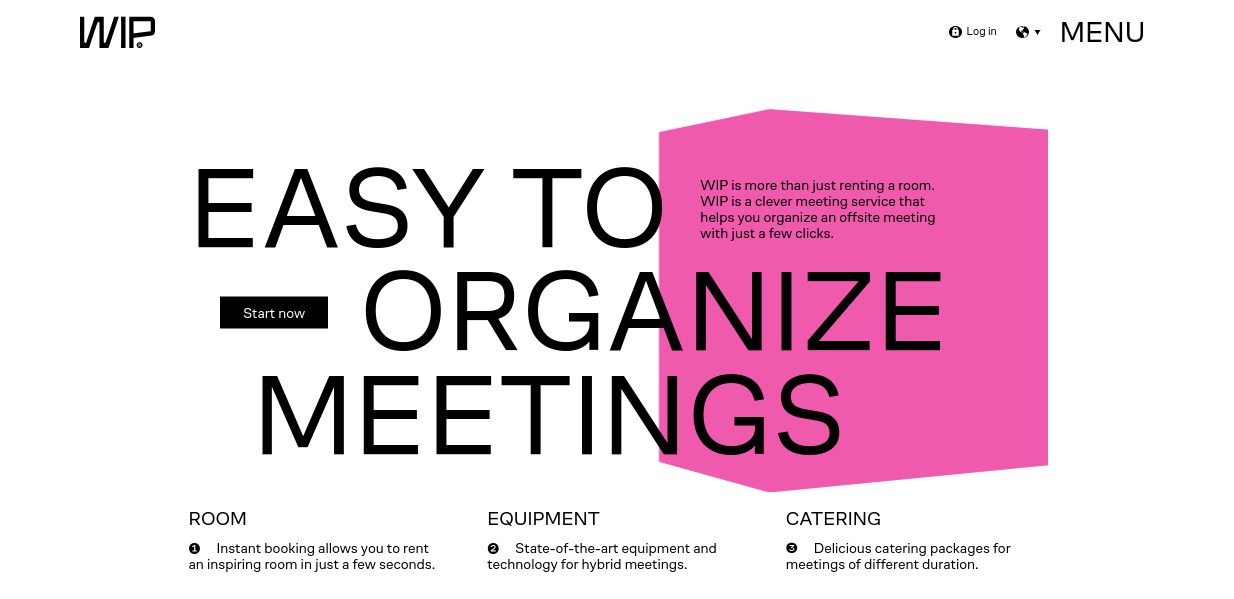 WIP
Log in
MENU
EASY TO
WIP is more than just renting a room.
WIP is a clever meeting service that
helps you organize an offsite meeting
with just a few clicks.
Start now
ORGANIZE
MEETINGS
ROOM
1 Instant booking allows you to rent
an inspiring room in just a few seconds.
EQUIPMENT
2 State-of-the-art equipment and
technology for hybrid meetings.
CATERING
3 Delicious catering packages for
meetings of different duration.